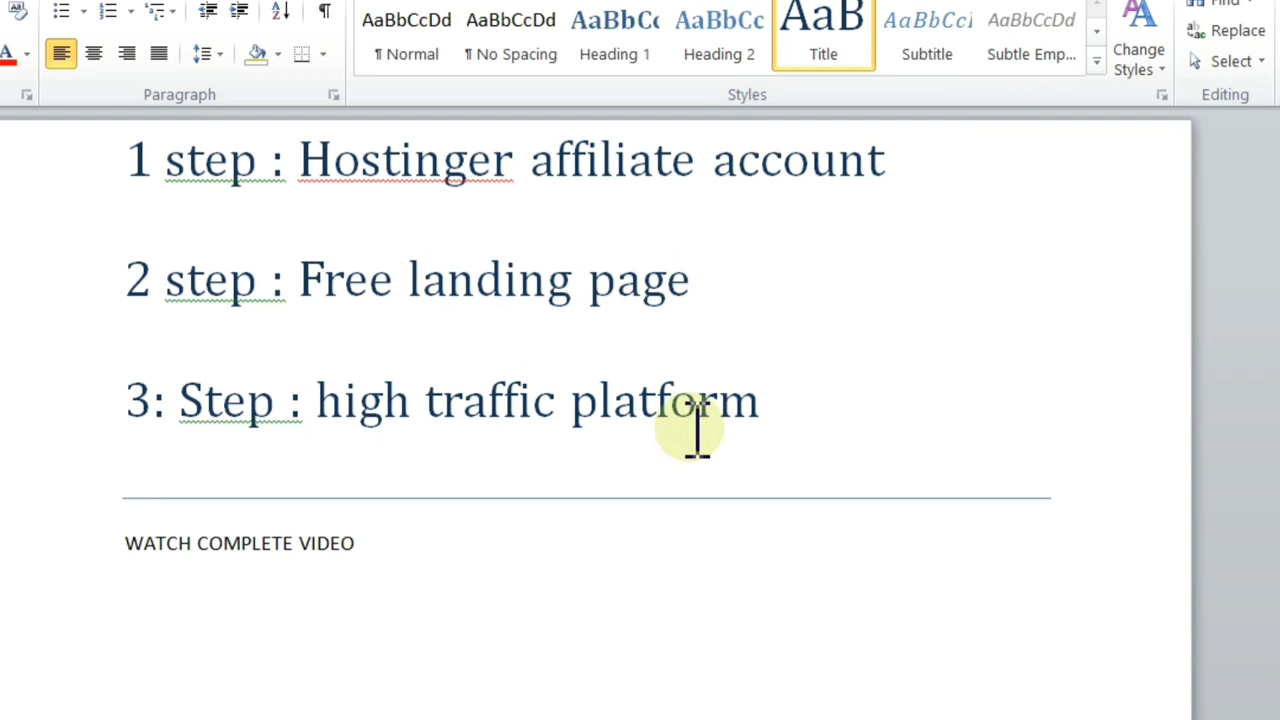 AaBbCcDd AaBbCcDd AaBbCc AaBbCc AaB AaBbCcl AaBbCcDd
¶ Normal ¶ No Spacing Heading 1 Heading 2 Title Subtitle Subtle Emp...
Change Styles
Find
Replace
Select
Paragraph Styles Editing
1 step : Hostinger affiliate account
2 step : Free landing page
3: Step : high traffic platform
WATCH COMPLETE VIDEO